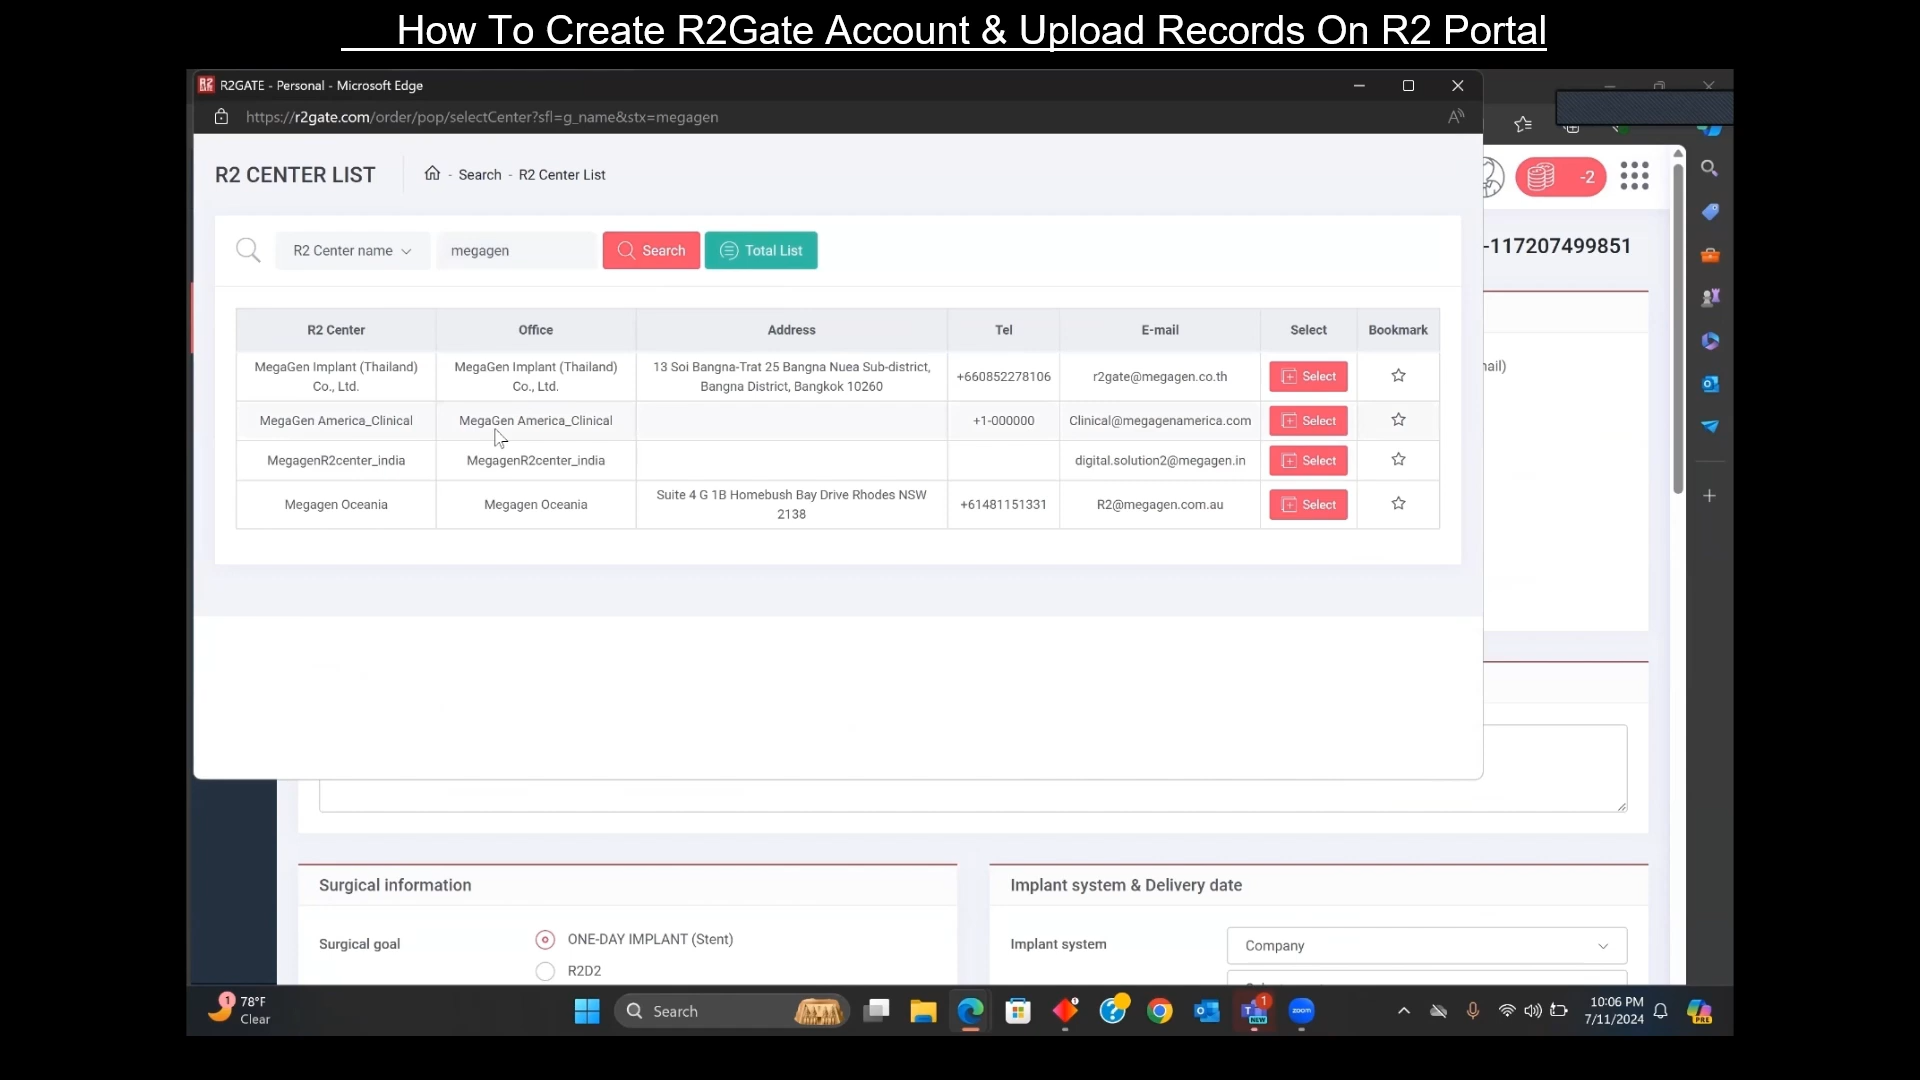 How To Create R2Gate Account & Upload Records On R2 Portal
R2GATE - Personal - Microsoft Edge
https://r2gate.com/order/pop/selectCenter?sfl=g_name&stx=megagen
R2 CENTER LIST
- Search - R2 Center List
-2
R2 Center name
megagen
Search
Total List
-117207499851
R2 Center Office Address Tel E-mail Select Bookmark
MegaGen Implant (Thailand) Co., Ltd.
MegaGen Implant (Thailand) Co., Ltd.
13 Soi Bangna-Trat 25 Bangna Nuea Sub-district,
Bangna District, Bangkok 10260
+660852278106
r2gate@megagen.co.th
Select
nail)
MegaGen America_Clinical MegaGen America_Clinical +1-000000 Clinical@megagenamerica.com Select
MegagenR2center_india MegagenR2center_india digital.solution2@megagen.in Select
Megagen Oceania
Megagen Oceania
Suite 4 G 1B Homebush Bay Drive Rhodes NSW
2138
+61481151331
R2@megagen.com.au
Select
Surgical information
Implant system & Delivery date
Surgical goal
ONE-DAY IMPLANT (Stent)
R2D2
Implant system
Company
1
78°F
Clear
Search
1
NEW
zoom
10:06 PM
7/11/2024
PRE